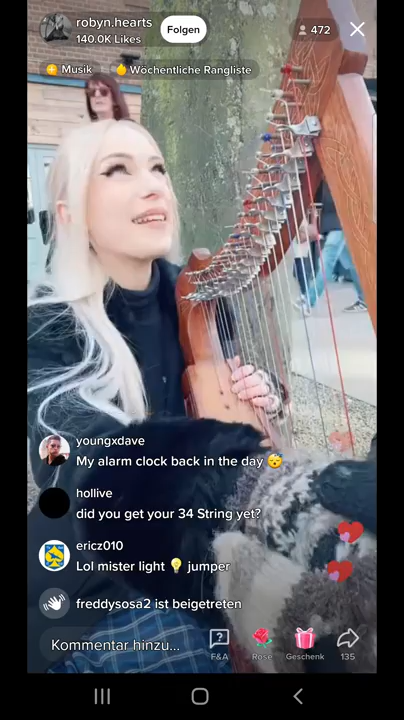 robyn.hearts
140.0K Likes
Folgen
472
Musik
Wöchentliche Rangliste
youngxdave
My alarm clock back in the day 😴
hollive
did you get your 34 String yet?
ericz010
Lol mister light 💡 jumper
freddysosa2 ist beigetreten
Kommentar hinzu...
F&A
Rose
Geschenk
135